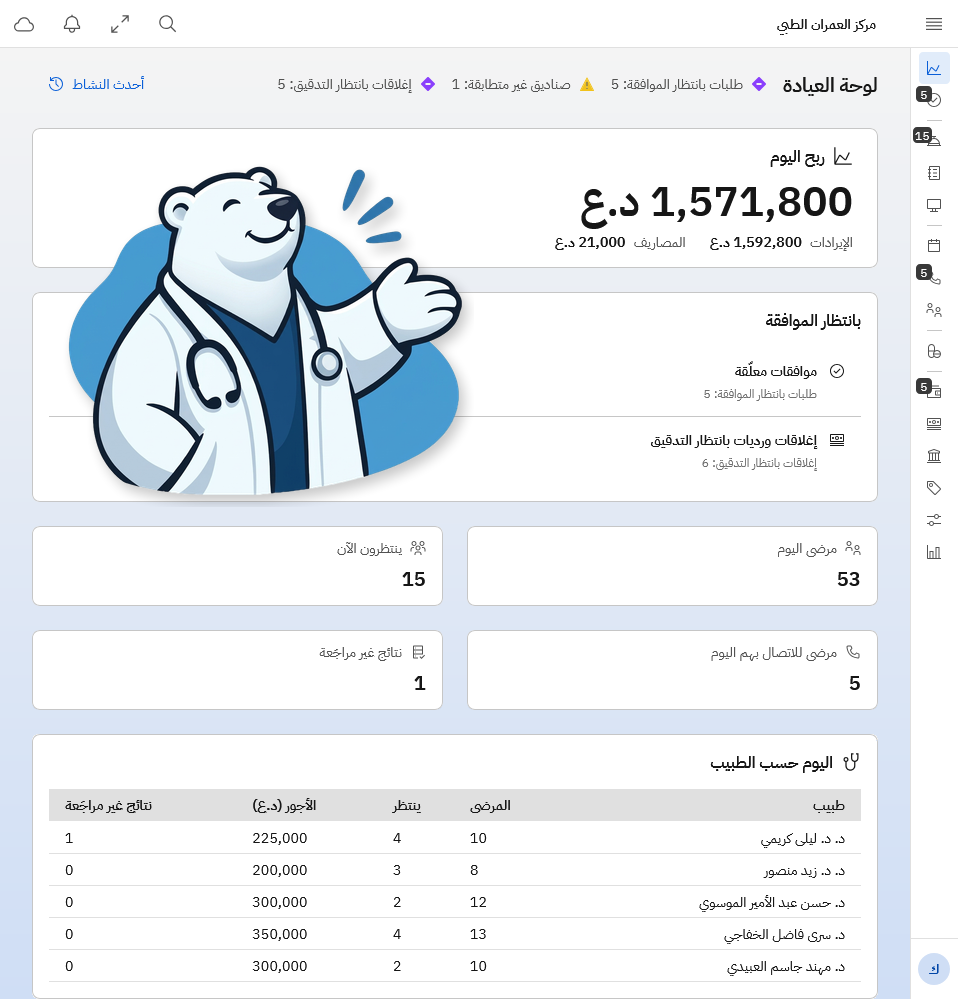 مركز العمران الطبي
لوحة العيادة
طلبات بانتظار الموافقة: 5
صناديق غير متطابقة: 1
إغلاقات بانتظار التدقيق: 5
أحدث النشاط
5
15
5
5
ربح اليوم
1,571,800 د.ع
الإيرادات 1,592,800 د.ع المصاريف 21,000 د.ع
بانتظار الموافقة
موافقات معلّقة
طلبات بانتظار الموافقة: 5
إغلاقات ورديات بانتظار التدقيق
إغلاقات بانتظار التدقيق: 6
مرضى اليوم
53
ينتظرون الآن
15
مرضى للاتصال بهم اليوم
5
نتائج غير مراجَعة
1
اليوم حسب الطبيب
طبيب المرضى ينتظر الأجور (د.ع) نتائج غير مراجَعة
د. د. ليلى كريمي 10 4 225,000 1
د. د. زيد منصور 8 3 200,000 0
د. حسن عبد الأمير الموسوي 12 2 300,000 0
د. سرى فاضل الخفاجي 13 4 350,000 0
د. مهند جاسم العبيدي 10 2 300,000 0
ك